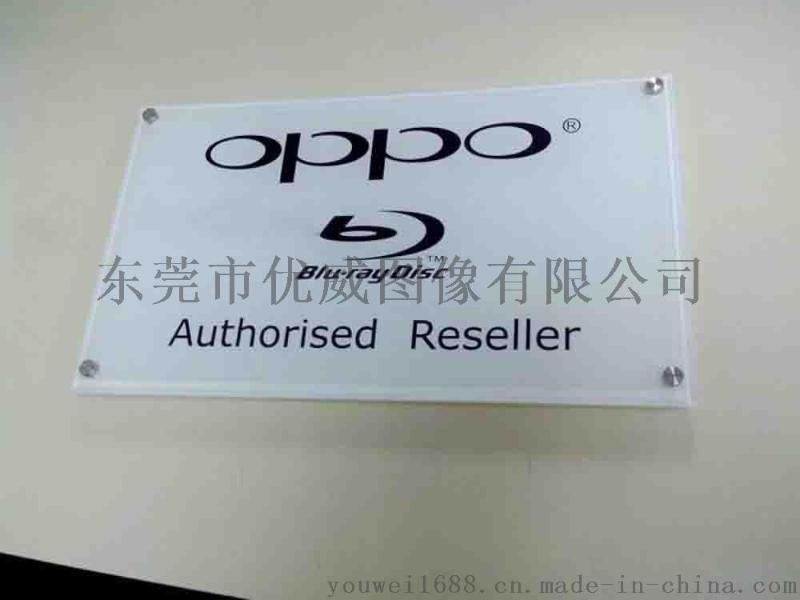 oppo®
Blu-ray Disc™
东莞市优威图像有限公司
Authorised Reseller
youwei1688.cn.made-in-china.com